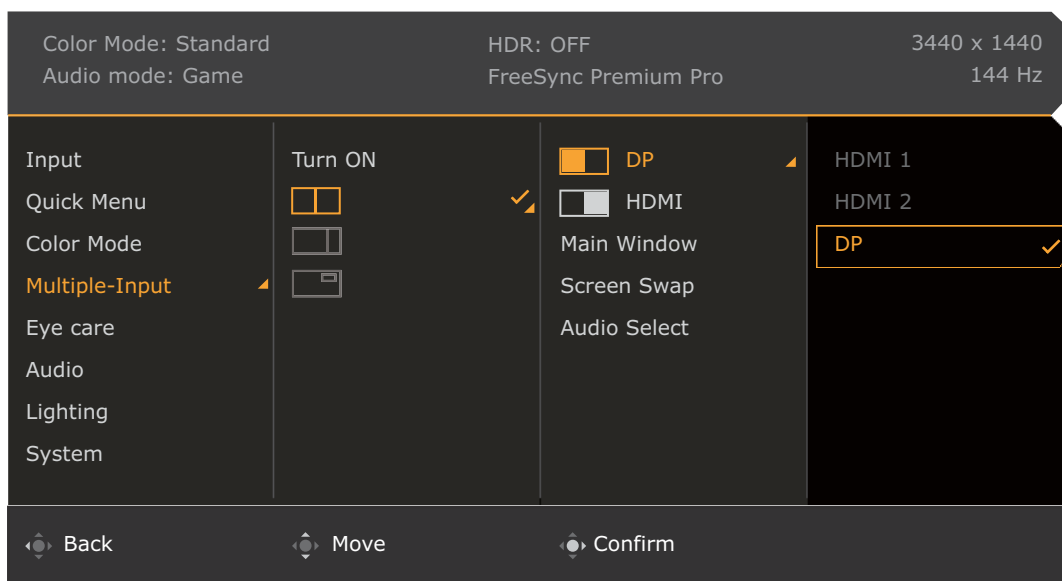 Color Mode: Standard
Audio mode: Game
HDR: OFF
FreeSync Premium Pro
3440 x 1440
144 Hz
Input
Quick Menu
Color Mode
Multiple-Input
Eye care
Audio
Lighting
System
Turn ON
DP
HDMI
Main Window
Screen Swap
Audio Select
HDMI 1
HDMI 2
DP
Back
Move
Confirm